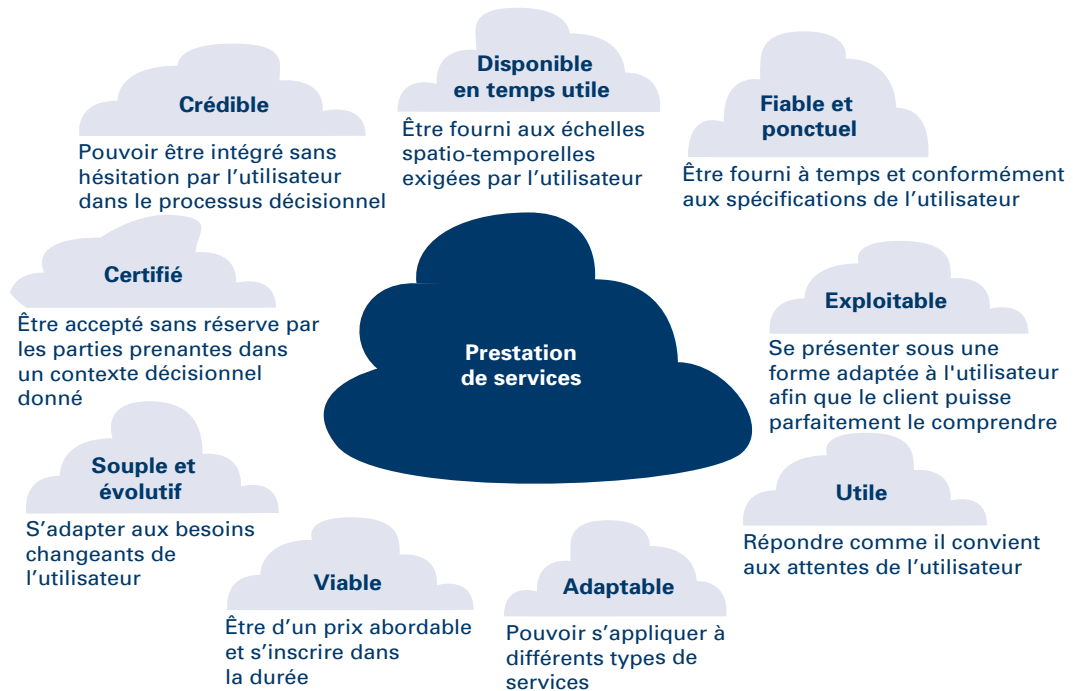 Crédible
Pouvoir être intégré sans
hésitation par l’utilisateur
dans le processus décisionnel
Disponible
en temps utile
Être fourni aux échelles
spatio-temporelles
exigées par l’utilisateur
Fiable et
ponctuel
Être fourni à temps et conformément
aux spécifications de l’utilisateur
Certifié
Être accepté sans réserve par
les parties prenantes dans
un contexte décisionnel
donné
Prestation
de services
Exploitable
Se présenter sous une
forme adaptée à l'utilisateur
afin que le client puisse
parfaitement le comprendre
Souple et
évolutif
S’adapter aux besoins
changeants de
l’utilisateur
Utile
Répondre comme il convient
aux attentes de l’utilisateur
Viable
Être d’un prix abordable
et s’inscrire dans
la durée
Adaptable
Pouvoir s’appliquer à
différents types de
services